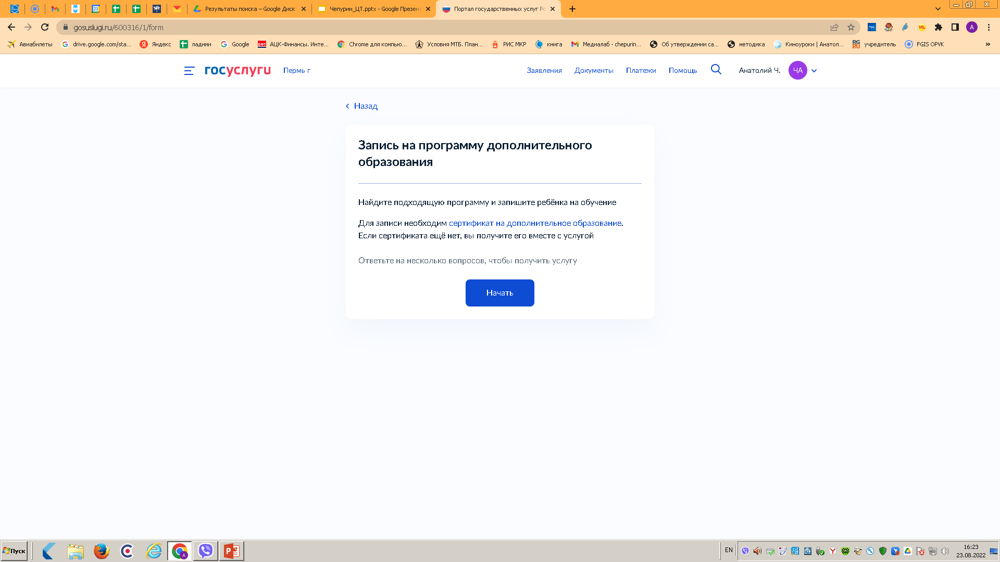 Результаты поиска – Google Диск
Чепурин_ЦТ.pptx - Google Презен
Портал государственных услуг Ро
gosuslugi.ru/600316/1/form
Авиабилеты
drive.google.com/sta...
Яндекс
ладими
Google
АЦК-Финансы. Инте...
Chrome для компью...
Условия МТБ. План...
РИС МКР
книга
Медиалаб - chepurin...
Об утверждении са...
методика
Киноуроки | Анатол...
учредитель
FGIS OPVK
»
госуслуги
Пермь г
Заявления
Документы
Платежи
Помощь
Анатолий Ч.
ЧА
Назад
Запись на программу дополнительного
образования
Найдите подходящую программу и запишите ребёнка на обучение
Для записи необходим сертификат на дополнительное образование.
Если сертификата ещё нет, вы получите его вместе с услугой
Ответьте на несколько вопросов, чтобы получить услугу
Начать
Пуск
EN
16:23
23.08.2022